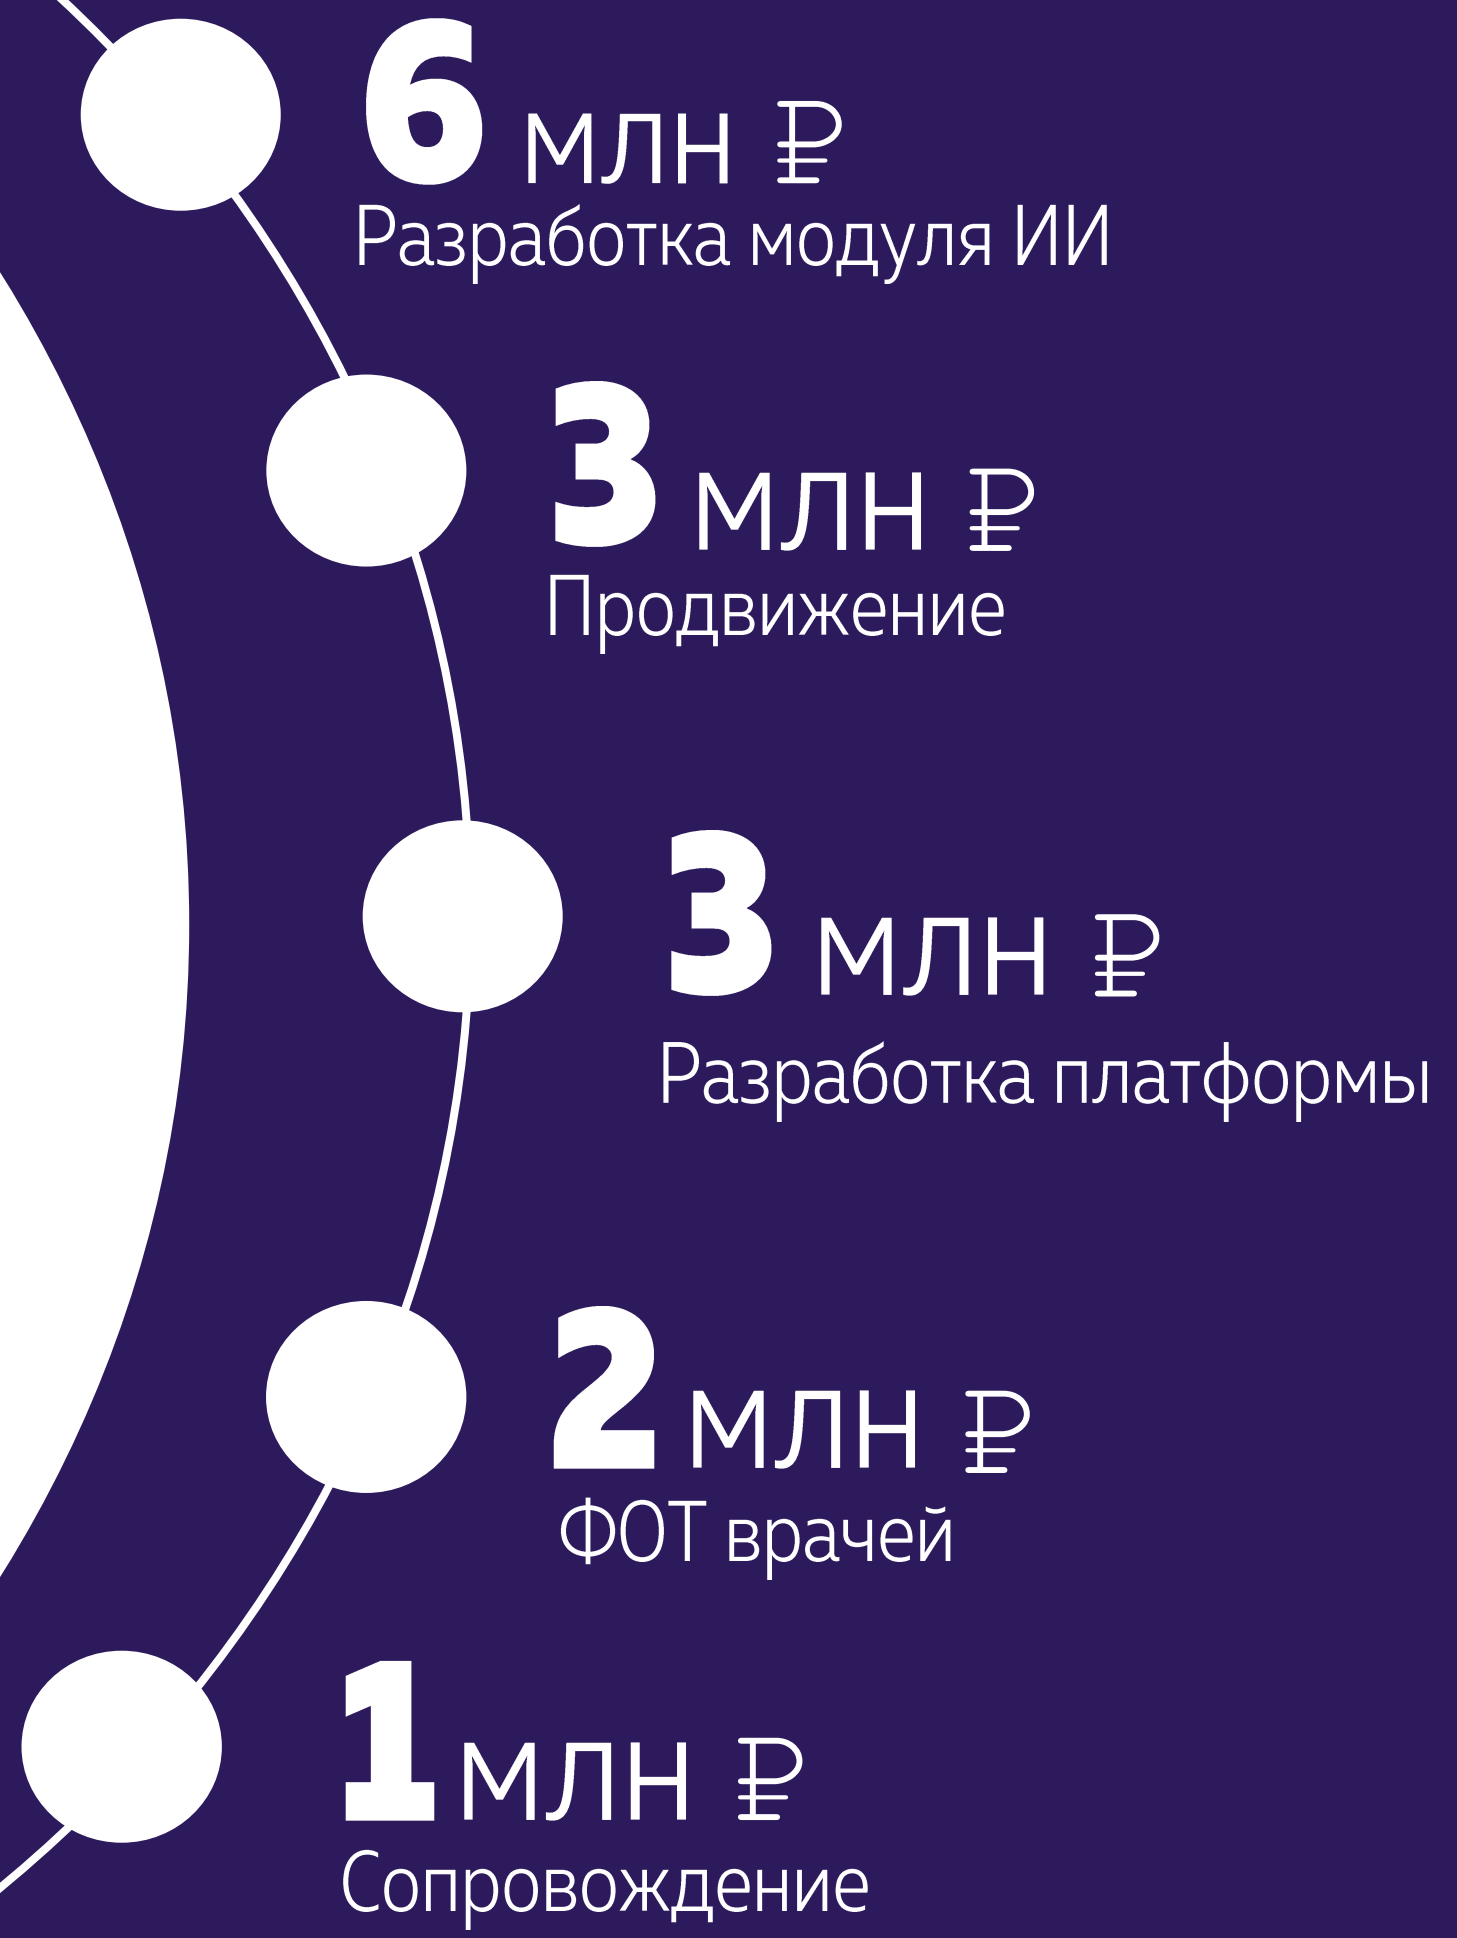 6 млн ₽
Разработка модуля ИИ
3 млн ₽
Продвижение
3 млн ₽
Разработка платформы
2 млн ₽
ФОТ врачей
1 млн ₽
Сопровождение